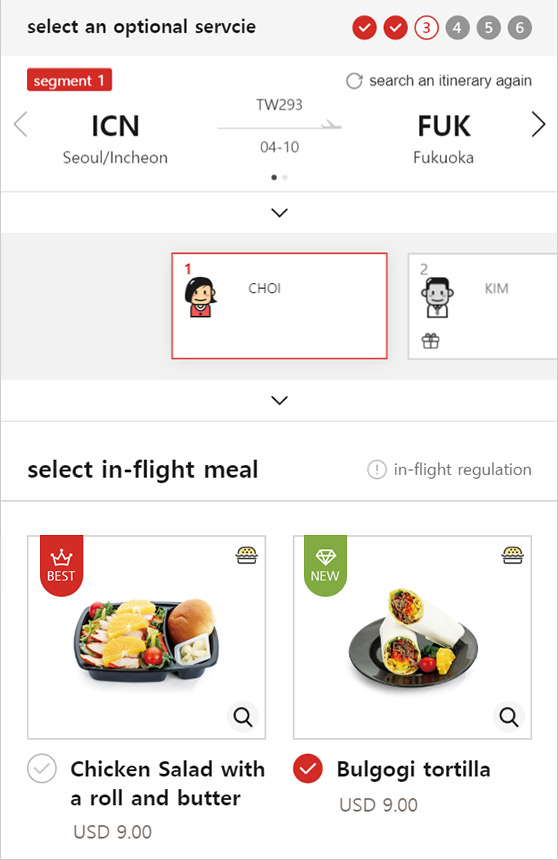 select an optional servcie
3 4 5 6
segment 1
search an itinerary again
TW293
ICN
FUK
Seoul/Incheon
04-10
Fukuoka
1
CHOI
2
KIM
select in-flight meal
! in-flight regulation
BEST
NEW
Chicken Salad with
a roll and butter
USD 9.00
Bulgogi tortilla
USD 9.00